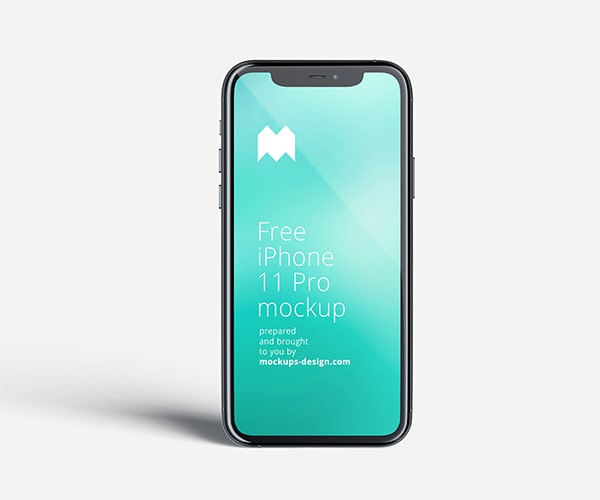 Free
iPhone
11 Pro
mockup
prepared
and brought
to you by
mockups-design.com